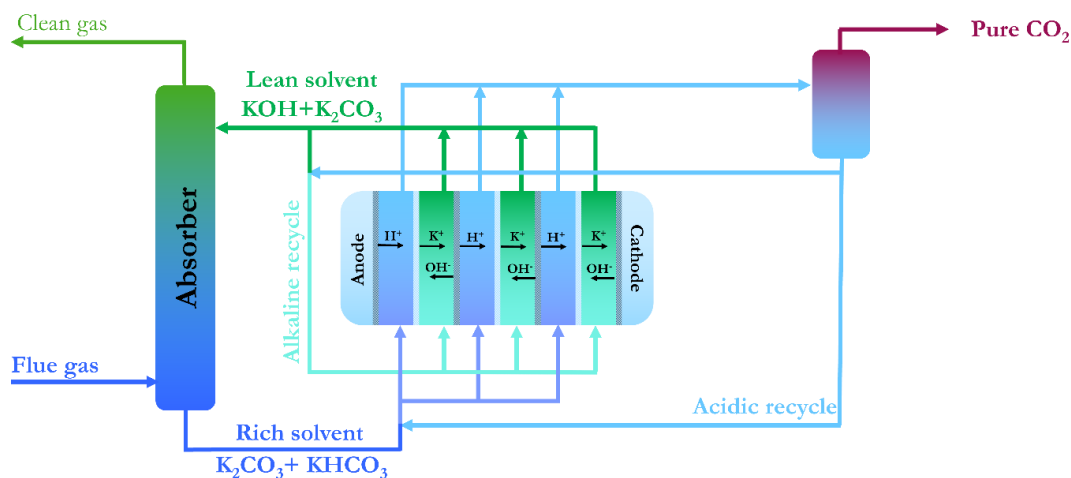 Clean gas
Pure CO₂
Lean solvent
KOH+K₂CO₃
Absorber
Alkaline recycle
Anode
H⁺
K⁺
H⁺
K⁺
H⁺
K⁺
OH⁻
OH⁻
OH⁻
Cathode
Flue gas
Acidic recycle
Rich solvent
K₂CO₃+ KHCO₃